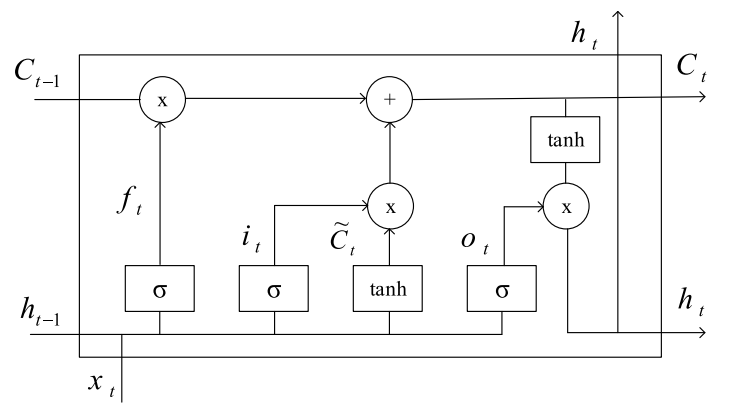 h_t
C_{t-1}
C_t
x
+
tanh
f_t
x
x
i_t
C̃_t
o_t
σ
σ
tanh
σ
h_{t-1}
h_t
x_t